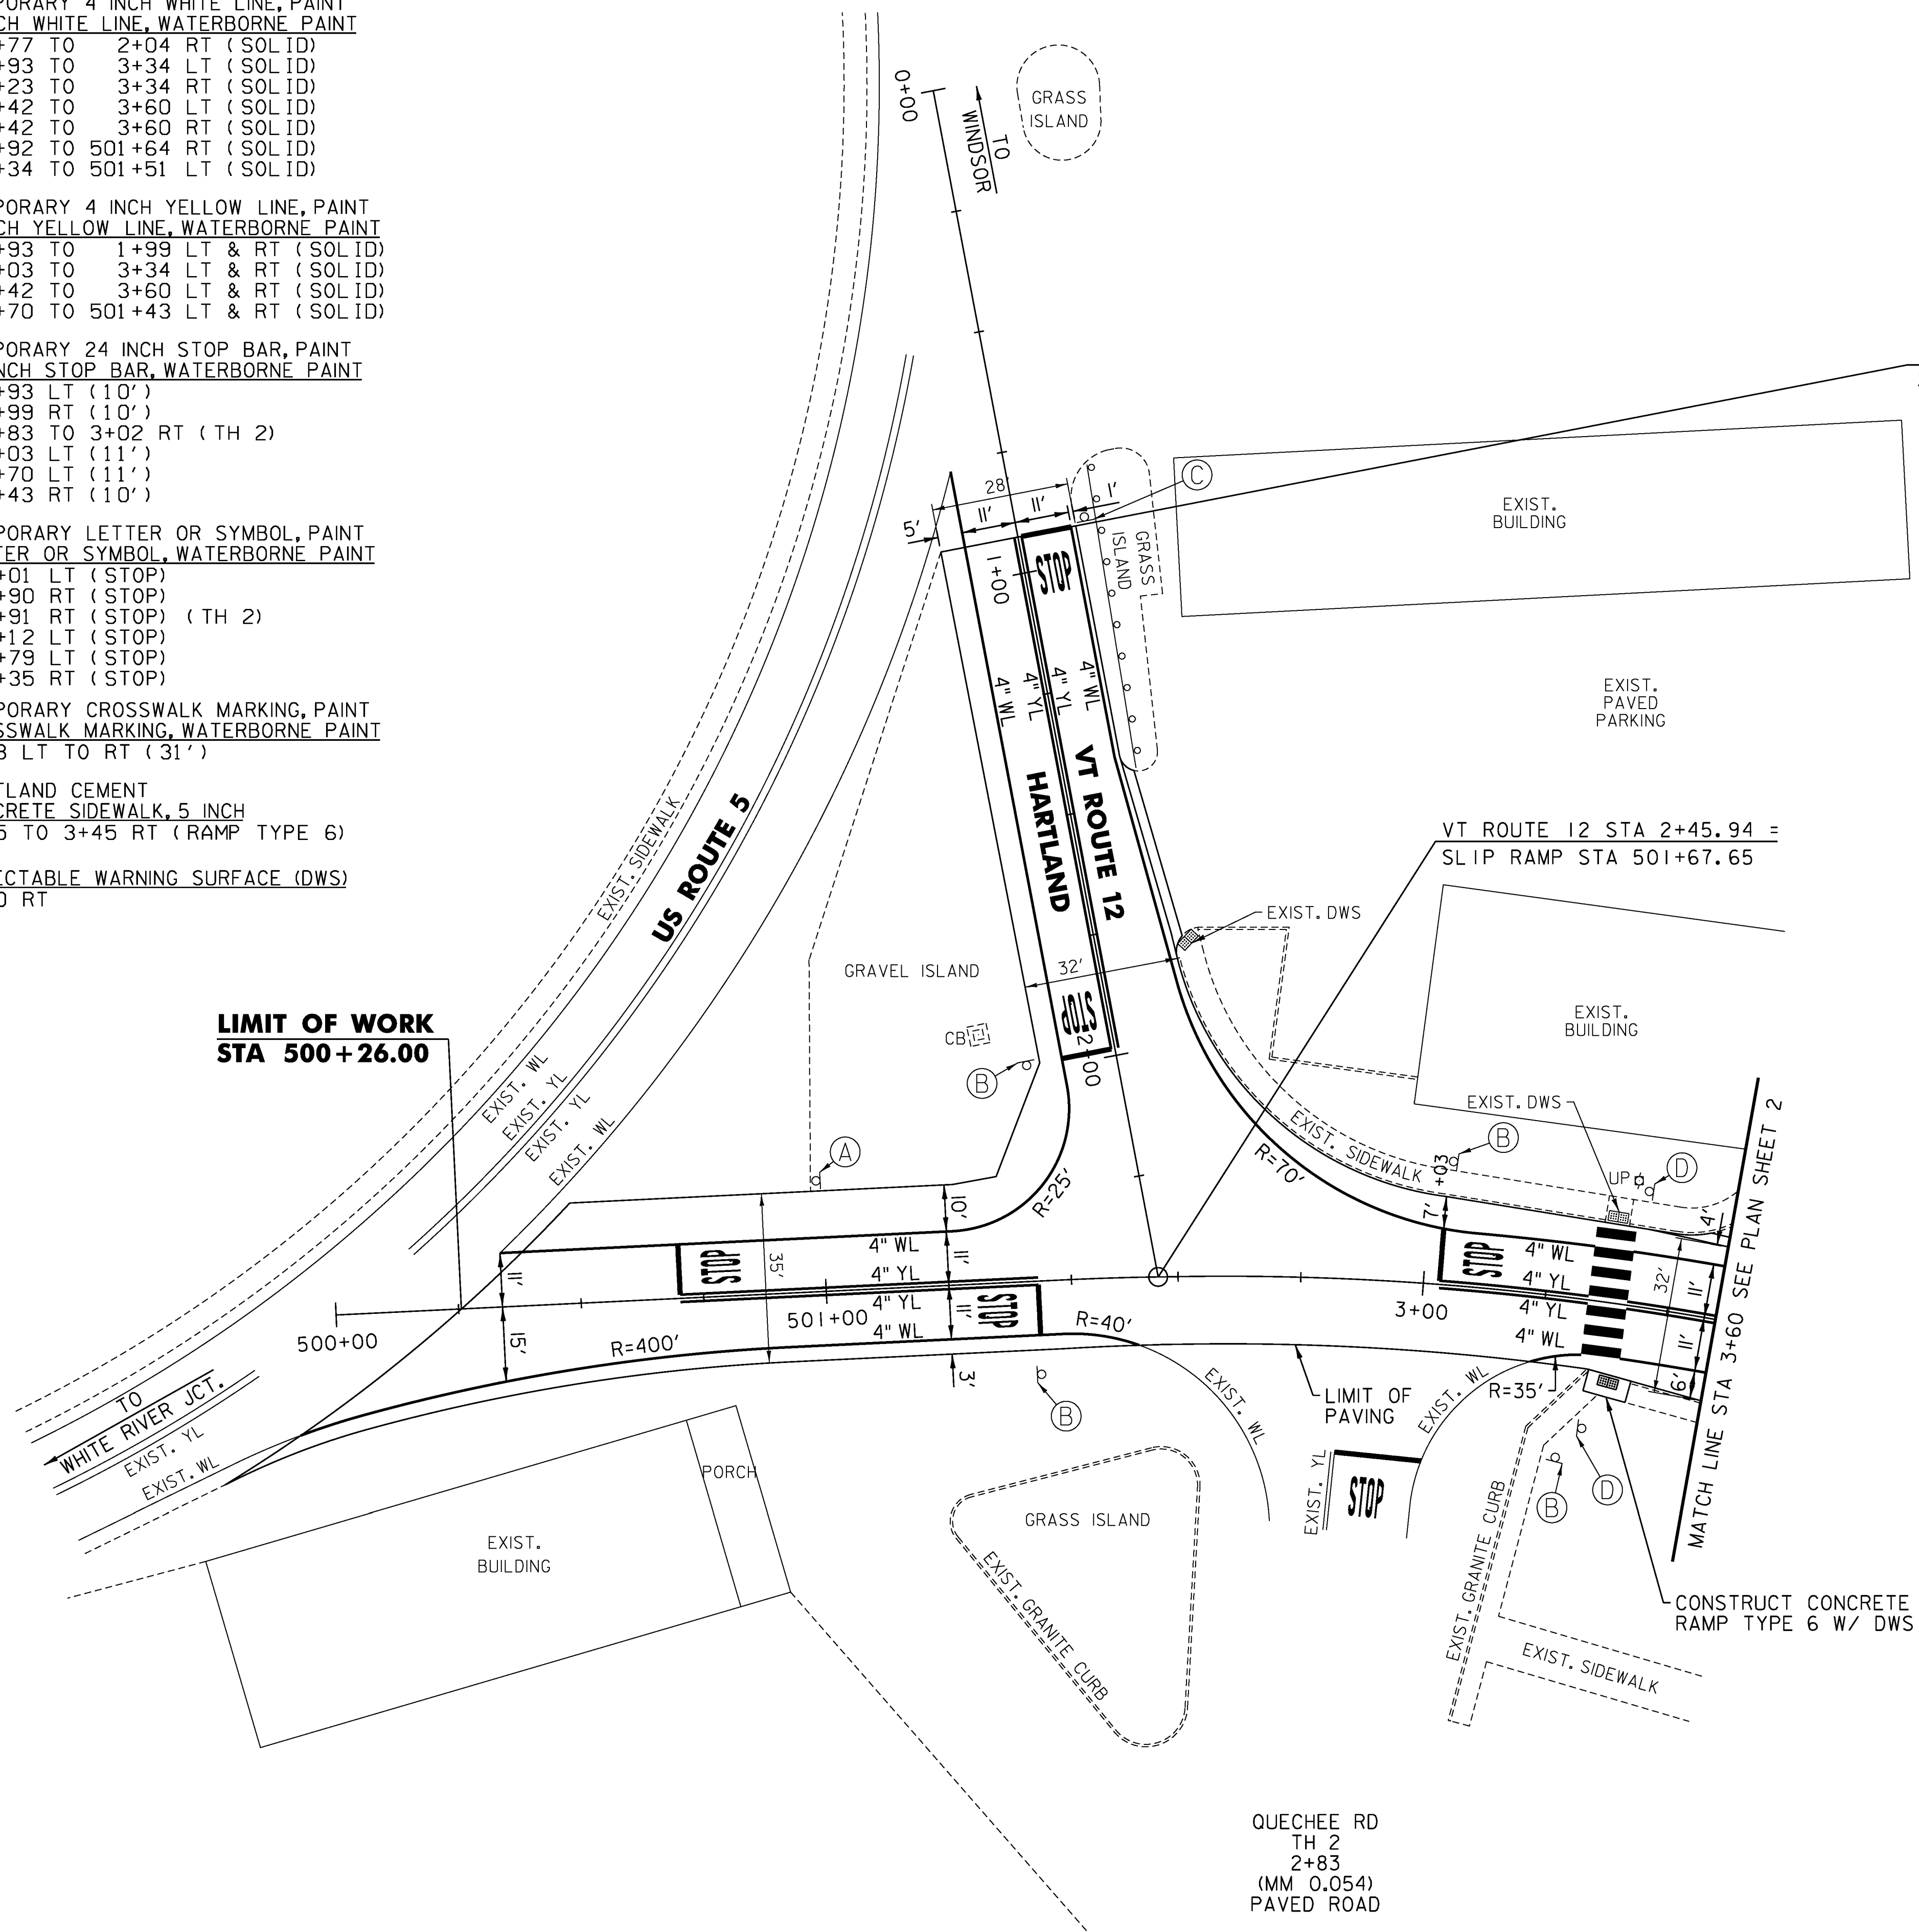 PORARY 4 INCH WHITE LINE, PAINT
CH WHITE LINE, WATERBORNE PAINT
+77 TO 2+04 RT (SOLID)
+93 TO 3+34 LT (SOLID)
+23 TO 3+34 RT (SOLID)
+42 TO 3+60 LT (SOLID)
+42 TO 3+60 RT (SOLID)
+92 TO 501+64 RT (SOLID)
+34 TO 501+51 LT (SOLID)
PORARY 4 INCH YELLOW LINE, PAINT
CH YELLOW LINE, WATERBORNE PAINT
+93 TO 1+99 LT & RT (SOLID)
+03 TO 3+34 LT & RT (SOLID)
+42 TO 3+60 LT & RT (SOLID)
+70 TO 501+43 LT & RT (SOLID)
PORARY 24 INCH STOP BAR, PAINT
NCH STOP BAR, WATERBORNE PAINT
+93 LT (10')
+99 RT (10')
+83 TO 3+02 RT (TH 2)
+03 LT (11')
+70 LT (11')
+43 RT (10')
PORARY LETTER OR SYMBOL, PAINT
TER OR SYMBOL, WATERBORNE PAINT
+01 LT (STOP)
+90 RT (STOP)
+91 RT (STOP) (TH 2)
+12 LT (STOP)
+79 LT (STOP)
+35 RT (STOP)
PORARY CROSSWALK MARKING, PAINT
SSWALK MARKING, WATERBORNE PAINT
8 LT TO RT (31')
TLAND CEMENT
CRETE SIDEWALK, 5 INCH
5 TO 3+45 RT (RAMP TYPE 6)
ECTABLE WARNING SURFACE (DWS)
0 RT
0+00
TO
WINDSOR
GRASS
ISLAND
28'
11'
11'
1'
5'
C
1+00
STOP
GRASS
ISLAND
EXIST.
BUILDING
EXIST.
PAVED
PARKING
4" WL
4" YL
4" YL
4" WL
HARTLAND
VT ROUTE 12
EXIST. SIDEWALK
US ROUTE 5
VT ROUTE 12 STA 2+45.94 =
SLIP RAMP STA 501+67.65
EXIST. DWS
32'
GRAVEL ISLAND
STOP
2+00
CB
B
LIMIT OF WORK
STA 500+26.00
EXIST. WL
EXIST. YL
EXIST. YL
EXIST. WL
A
EXIST.
BUILDING
EXIST. DWS
EXIST. SIDEWALK
+03
B
UP
D
R=70'
R=25'
10'
7'
4'
MATCH LINE STA 3+60 SEE PLAN SHEET 2
STOP
35'
4" WL
4" YL
11'
11'
500+00
501+00
4" YL
4" WL
11'
STOP
3+00
STOP
4" WL
4" YL
4" YL
4" WL
32'
11'
11'
6'
15'
R=400'
3'
R=40'
EXIST. WL
LIMIT OF
PAVING
EXIST. WL
R=35'
B
TO
WHITE RIVER JCT.
EXIST. YL
EXIST. WL
PORCH
EXIST.
BUILDING
GRASS ISLAND
EXIST. GRANITE CURB
EXIST. YL
STOP
B
D
EXIST. GRANITE CURB
CONSTRUCT CONCRETE
RAMP TYPE 6 W/ DWS
EXIST. SIDEWALK
QUECHEE RD
TH 2
2+83
(MM 0.054)
PAVED ROAD